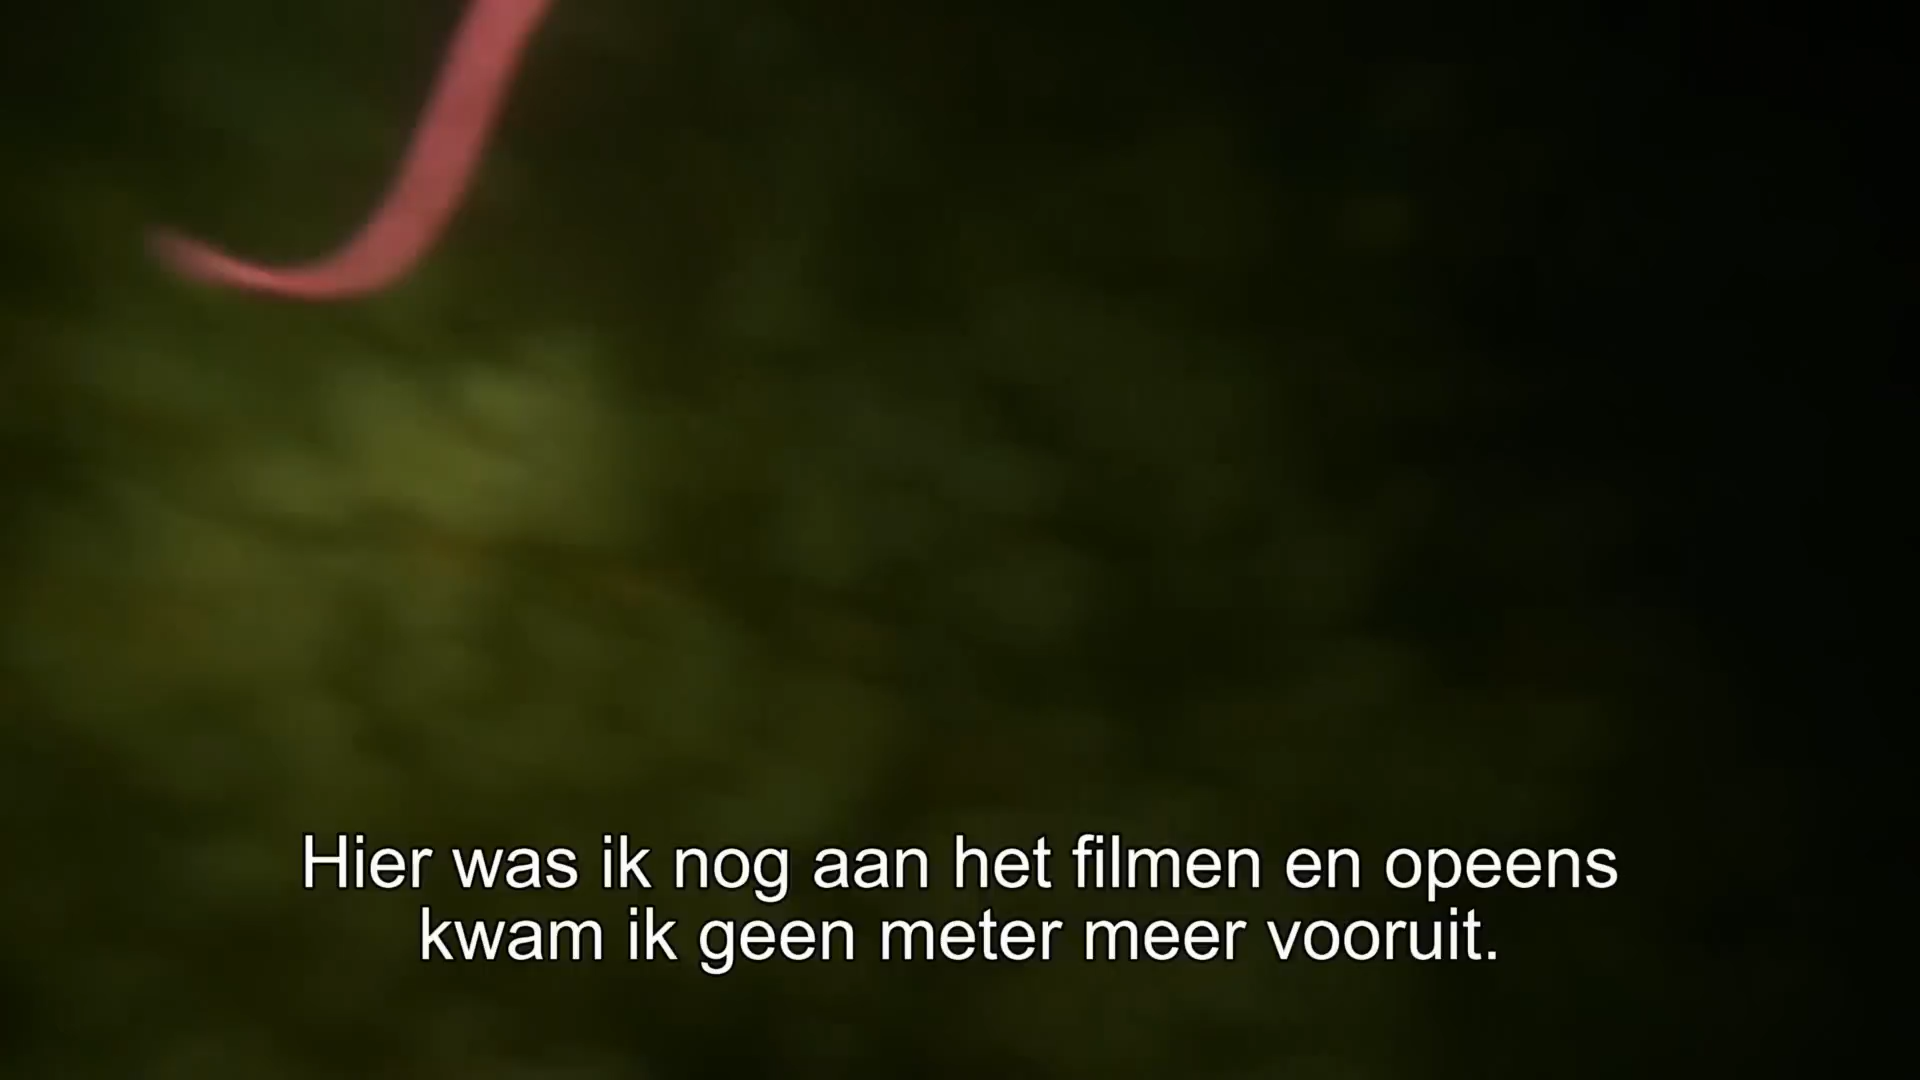 Hier was ik nog aan het filmen en opeens
kwam ik geen meter meer vooruit.